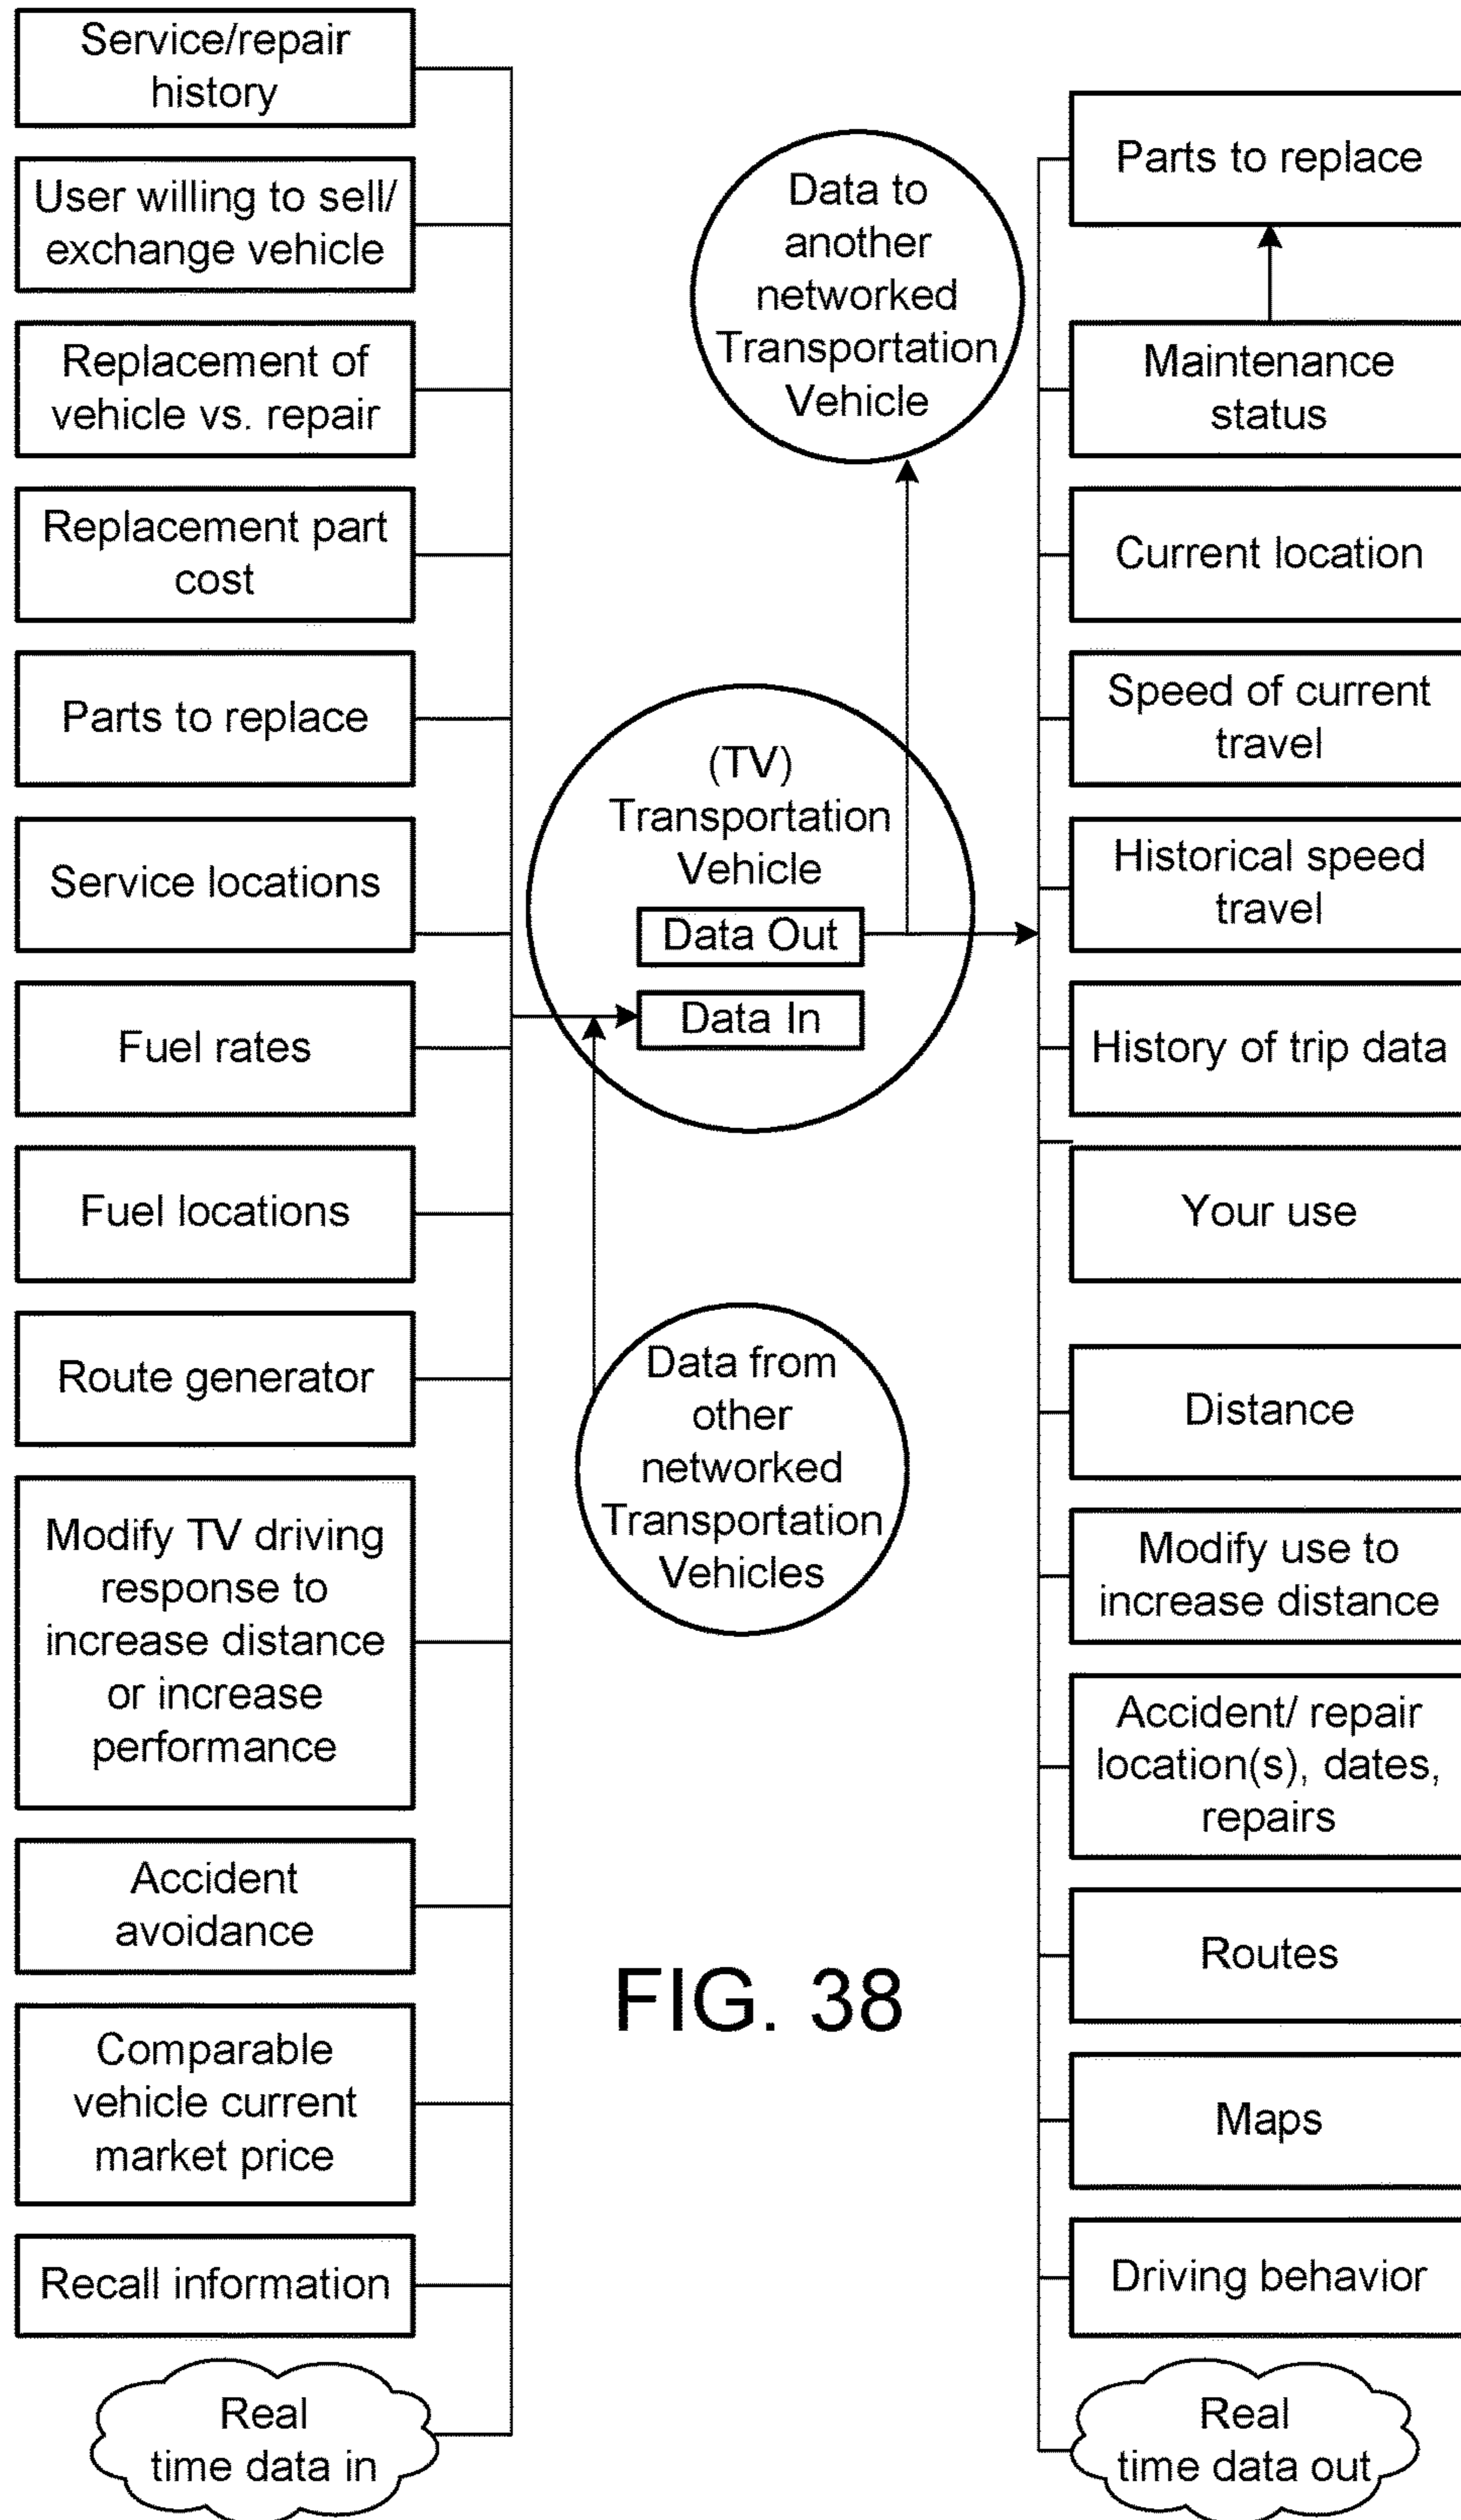 Service/repair
history
User willing to sell/
exchange vehicle
Replacement of
vehicle vs. repair
Replacement part
cost
Parts to replace
Service locations
Fuel rates
Fuel locations
Route generator
Modify TV driving
response to
increase distance
or increase
performance
Accident
avoidance
Comparable
vehicle current
market price
Recall information
Real
time data in
Data to
another
networked
Transportation
Vehicle
(TV)
Transportation
Vehicle
Data Out
Data In
Data from
other
networked
Transportation
Vehicles
FIG. 38
Parts to replace
Maintenance
status
Current location
Speed of current
travel
Historical speed
travel
History of trip data
Your use
Distance
Modify use to
increase distance
Accident/ repair
location(s), dates,
repairs
Routes
Maps
Driving behavior
Real
time data out